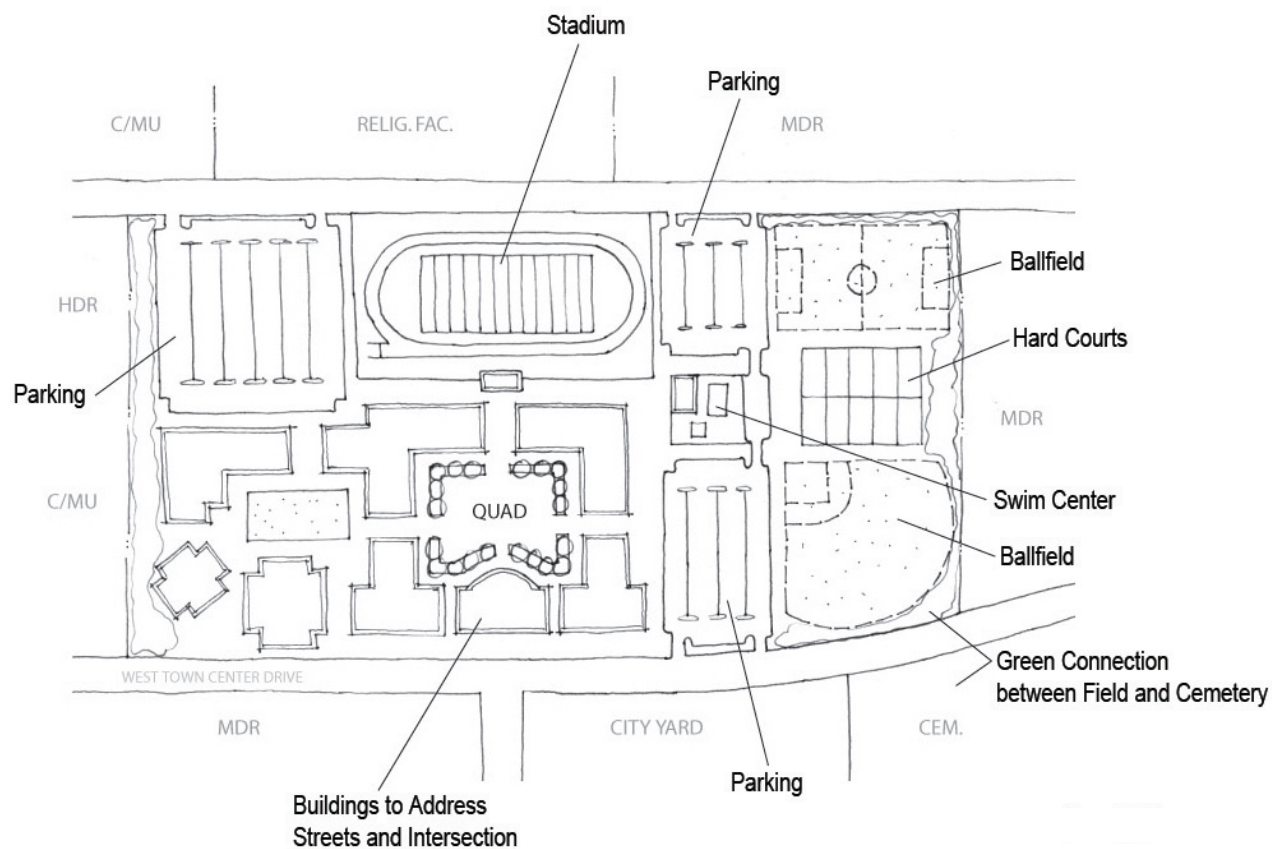 Stadium
Parking
C/MU
RELIG. FAC.
MDR
Ballfield
HDR
Hard Courts
Parking
MDR
C/MU
QUAD
Swim Center
Ballfield
Green Connection
between Field and Cemetery
WEST TOWN CENTER DRIVE
MDR
CITY YARD
CEM.
Parking
Buildings to Address
Streets and Intersection